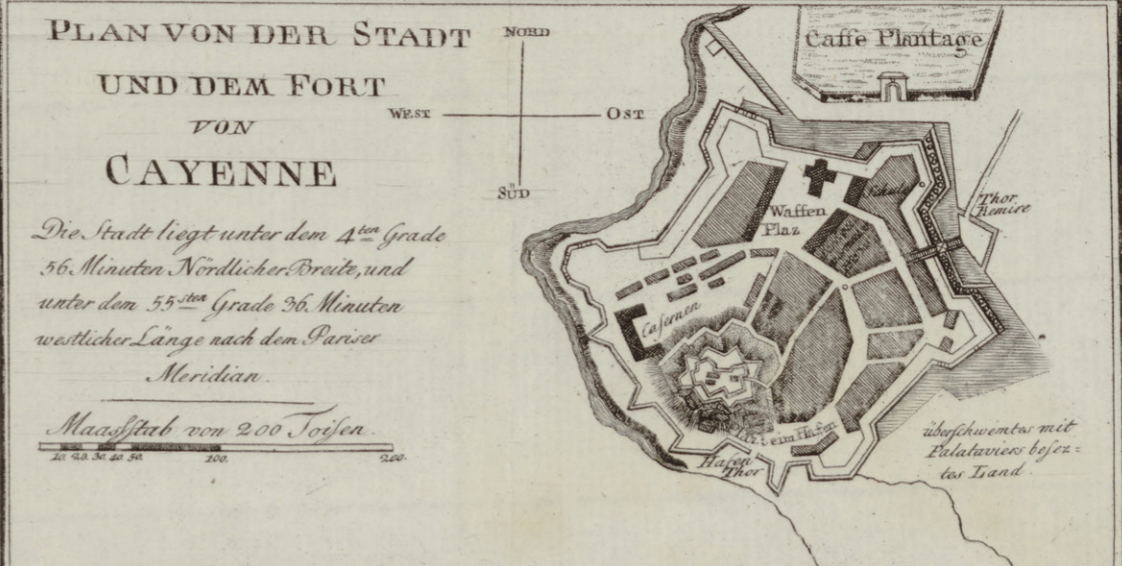 PLAN VON DER STADT
UND DEM FORT
VON
CAYENNE
Die Stadt liegt unter dem 4ten Grade
56 Minuten Nördlicher Breite, und
unter dem 55sten Grade 36 Minuten
westlicher Länge nach dem Pariser
Meridian.
Maasſstab von 200 Toiſen.
10. 20. 30. 40. 50. 100. 200.
NORD
WEST
OST
SÜD
Caffe Plantage
Thor
Remire
Waffen
Plaz
Caſernen
beim Hafen
Hafen
Thor
überſchwemtes mit
Palataviers beſez=
tes Land.